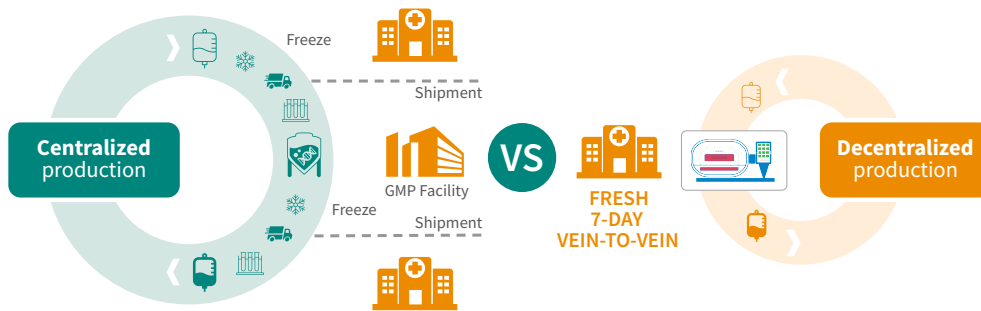 Freeze
Shipment
Centralized
production
GMP Facility
VS
FRESH
7-DAY
VEIN-TO-VEIN
Decentralized
production
Freeze
Shipment